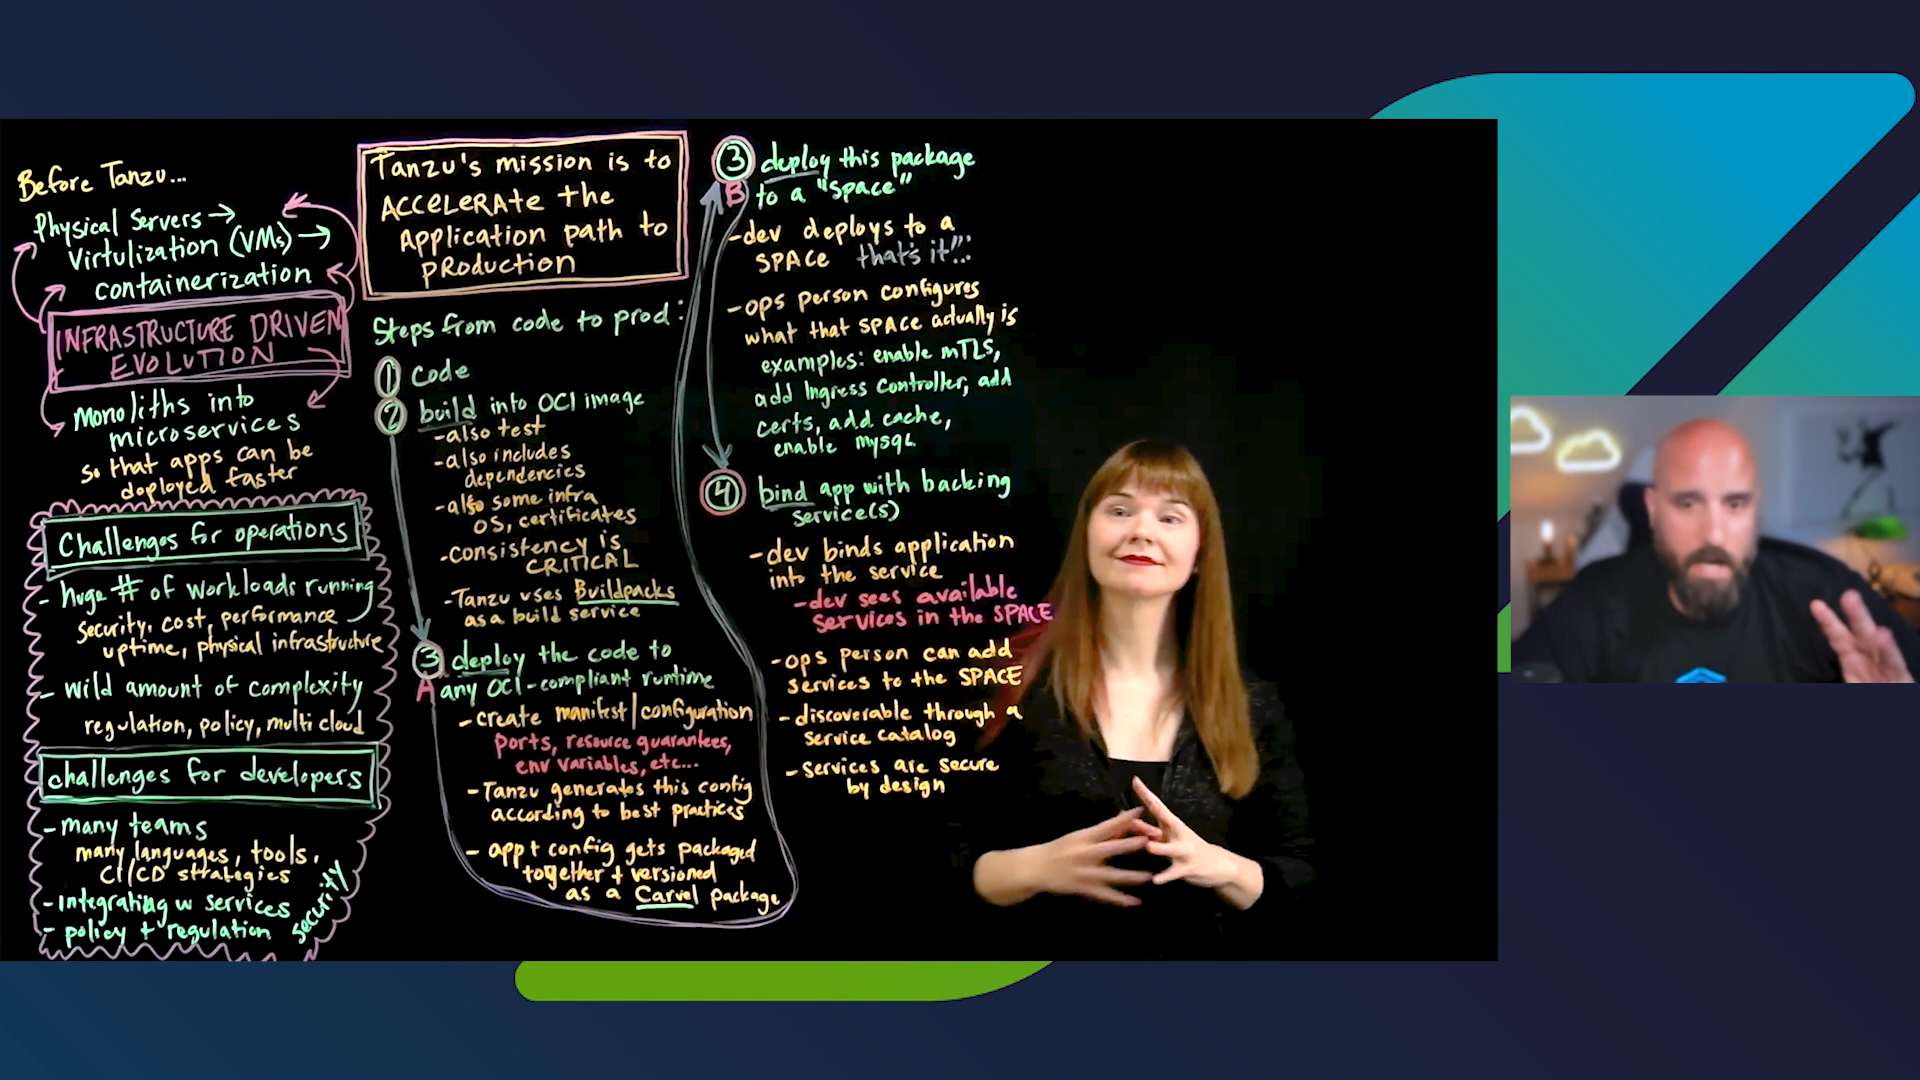 Before Tanzu...
Physical Servers →
Virtulization (VMs) →
containerization
INFRASTRUCTURE DRIVEN
EVOLUTION
Monoliths into
microservices
so that apps can be
deployed faster
Challenges for operations
- huge # of workloads running
security, cost, performance
uptime, physical infrastructure
- wild amount of complexity
regulation, policy, multi cloud
challenges for developers
- many teams
many languages, tools,
CI/CD strategies
- integrating w services
- policy + regulation
security
Tanzu's mission is to
ACCELERATE the
Application path to
PRODUCTION
Steps from code to prod:
1 Code
2 build into OCI image
- also test
- also includes
dependencies
- also some infra
OS, certificates
- consistency is
CRITICAL
- Tanzu uses Buildpacks
as a build service
3 deploy the code to
A any OCI-compliant runtime
- create manifest/configuration
ports, resource guarantees,
env variables, etc...
- Tanzu generates this config
according to best practices
- app + config gets packaged
together + versioned
as a Carvel package
3 deploy this package
B to a "space"
- dev deploys to a
SPACE that's it!!
- ops person configures
what that SPACE actually is
examples: enable mTLS,
add Ingress Controller, add
certs, add cache,
enable mysql
4 bind app with backing
service(s)
- dev binds application
into the service
- dev sees available
services in the SPACE
- ops person can add
services to the SPACE
- discoverable through a
service catalog
- services are secure
by design